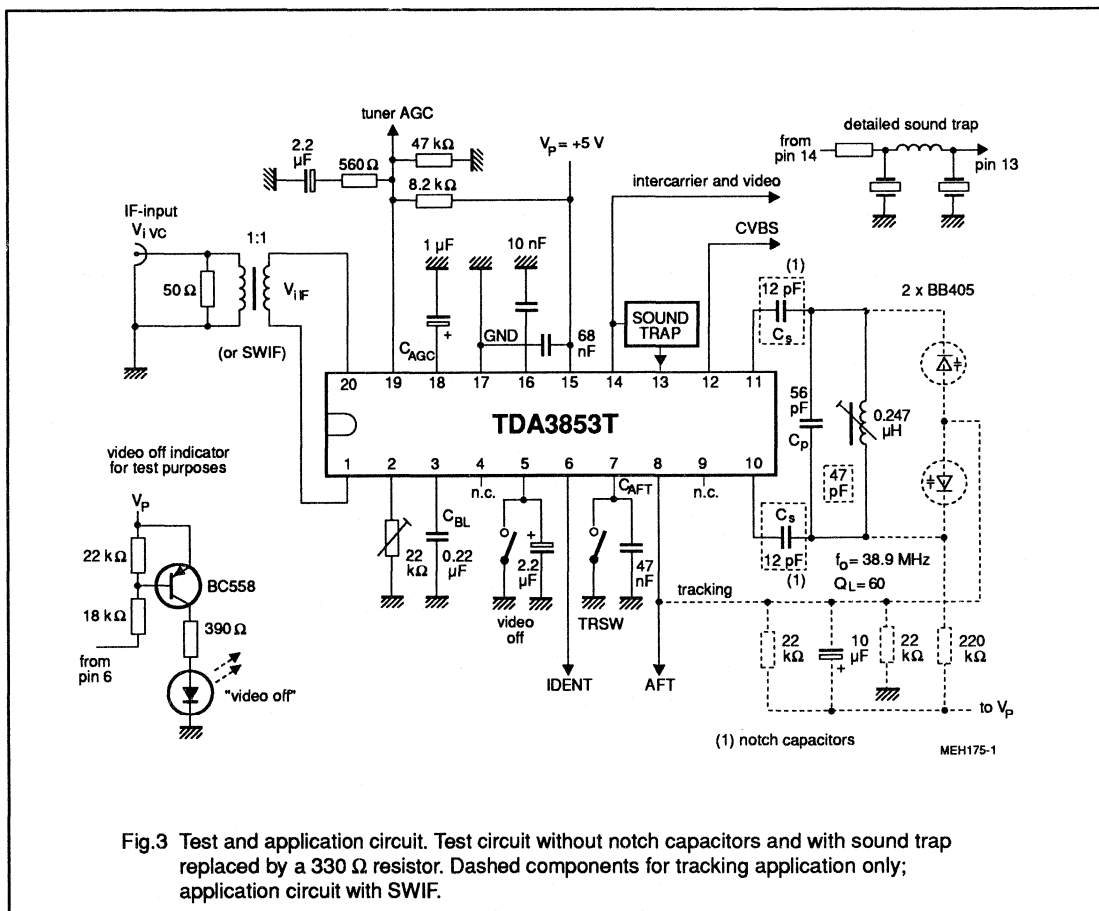 tuner AGC
2.2 µF
560 Ω
47 kΩ
8.2 kΩ
V_P = +5 V
detailed sound trap
from pin 14
pin 13
intercarrier and video
CVBS
IF-input
V_i VC
1:1
50 Ω
V_i IF
(or SWIF)
1 µF
10 nF
C_AGC
GND
68 nF
SOUND TRAP
(1)
12 pF
C_s
2 x BB405
20 19 18 17 16 15 14 13 12 11
TDA3853T
1 2 3 4 5 6 7 8 9 10
56 pF
C_p
0.247 µH
47 pF
video off indicator
for test purposes
V_P
22 kΩ
BC558
18 kΩ
390 Ω
from pin 6
"video off"
22 kΩ
C_BL
0.22 µF
n.c.
2.2 µF
video off
IDENT
C_AFT
47 nF
TRSW
AFT
n.c.
C_s
12 pF
(1)
f_o = 38.9 MHz
Q_L = 60
tracking
22 kΩ
10 µF
22 kΩ
220 kΩ
to V_P
(1) notch capacitors
MEH175-1
Fig.3 Test and application circuit. Test circuit without notch capacitors and with sound trap
replaced by a 330 Ω resistor. Dashed components for tracking application only;
application circuit with SWIF.